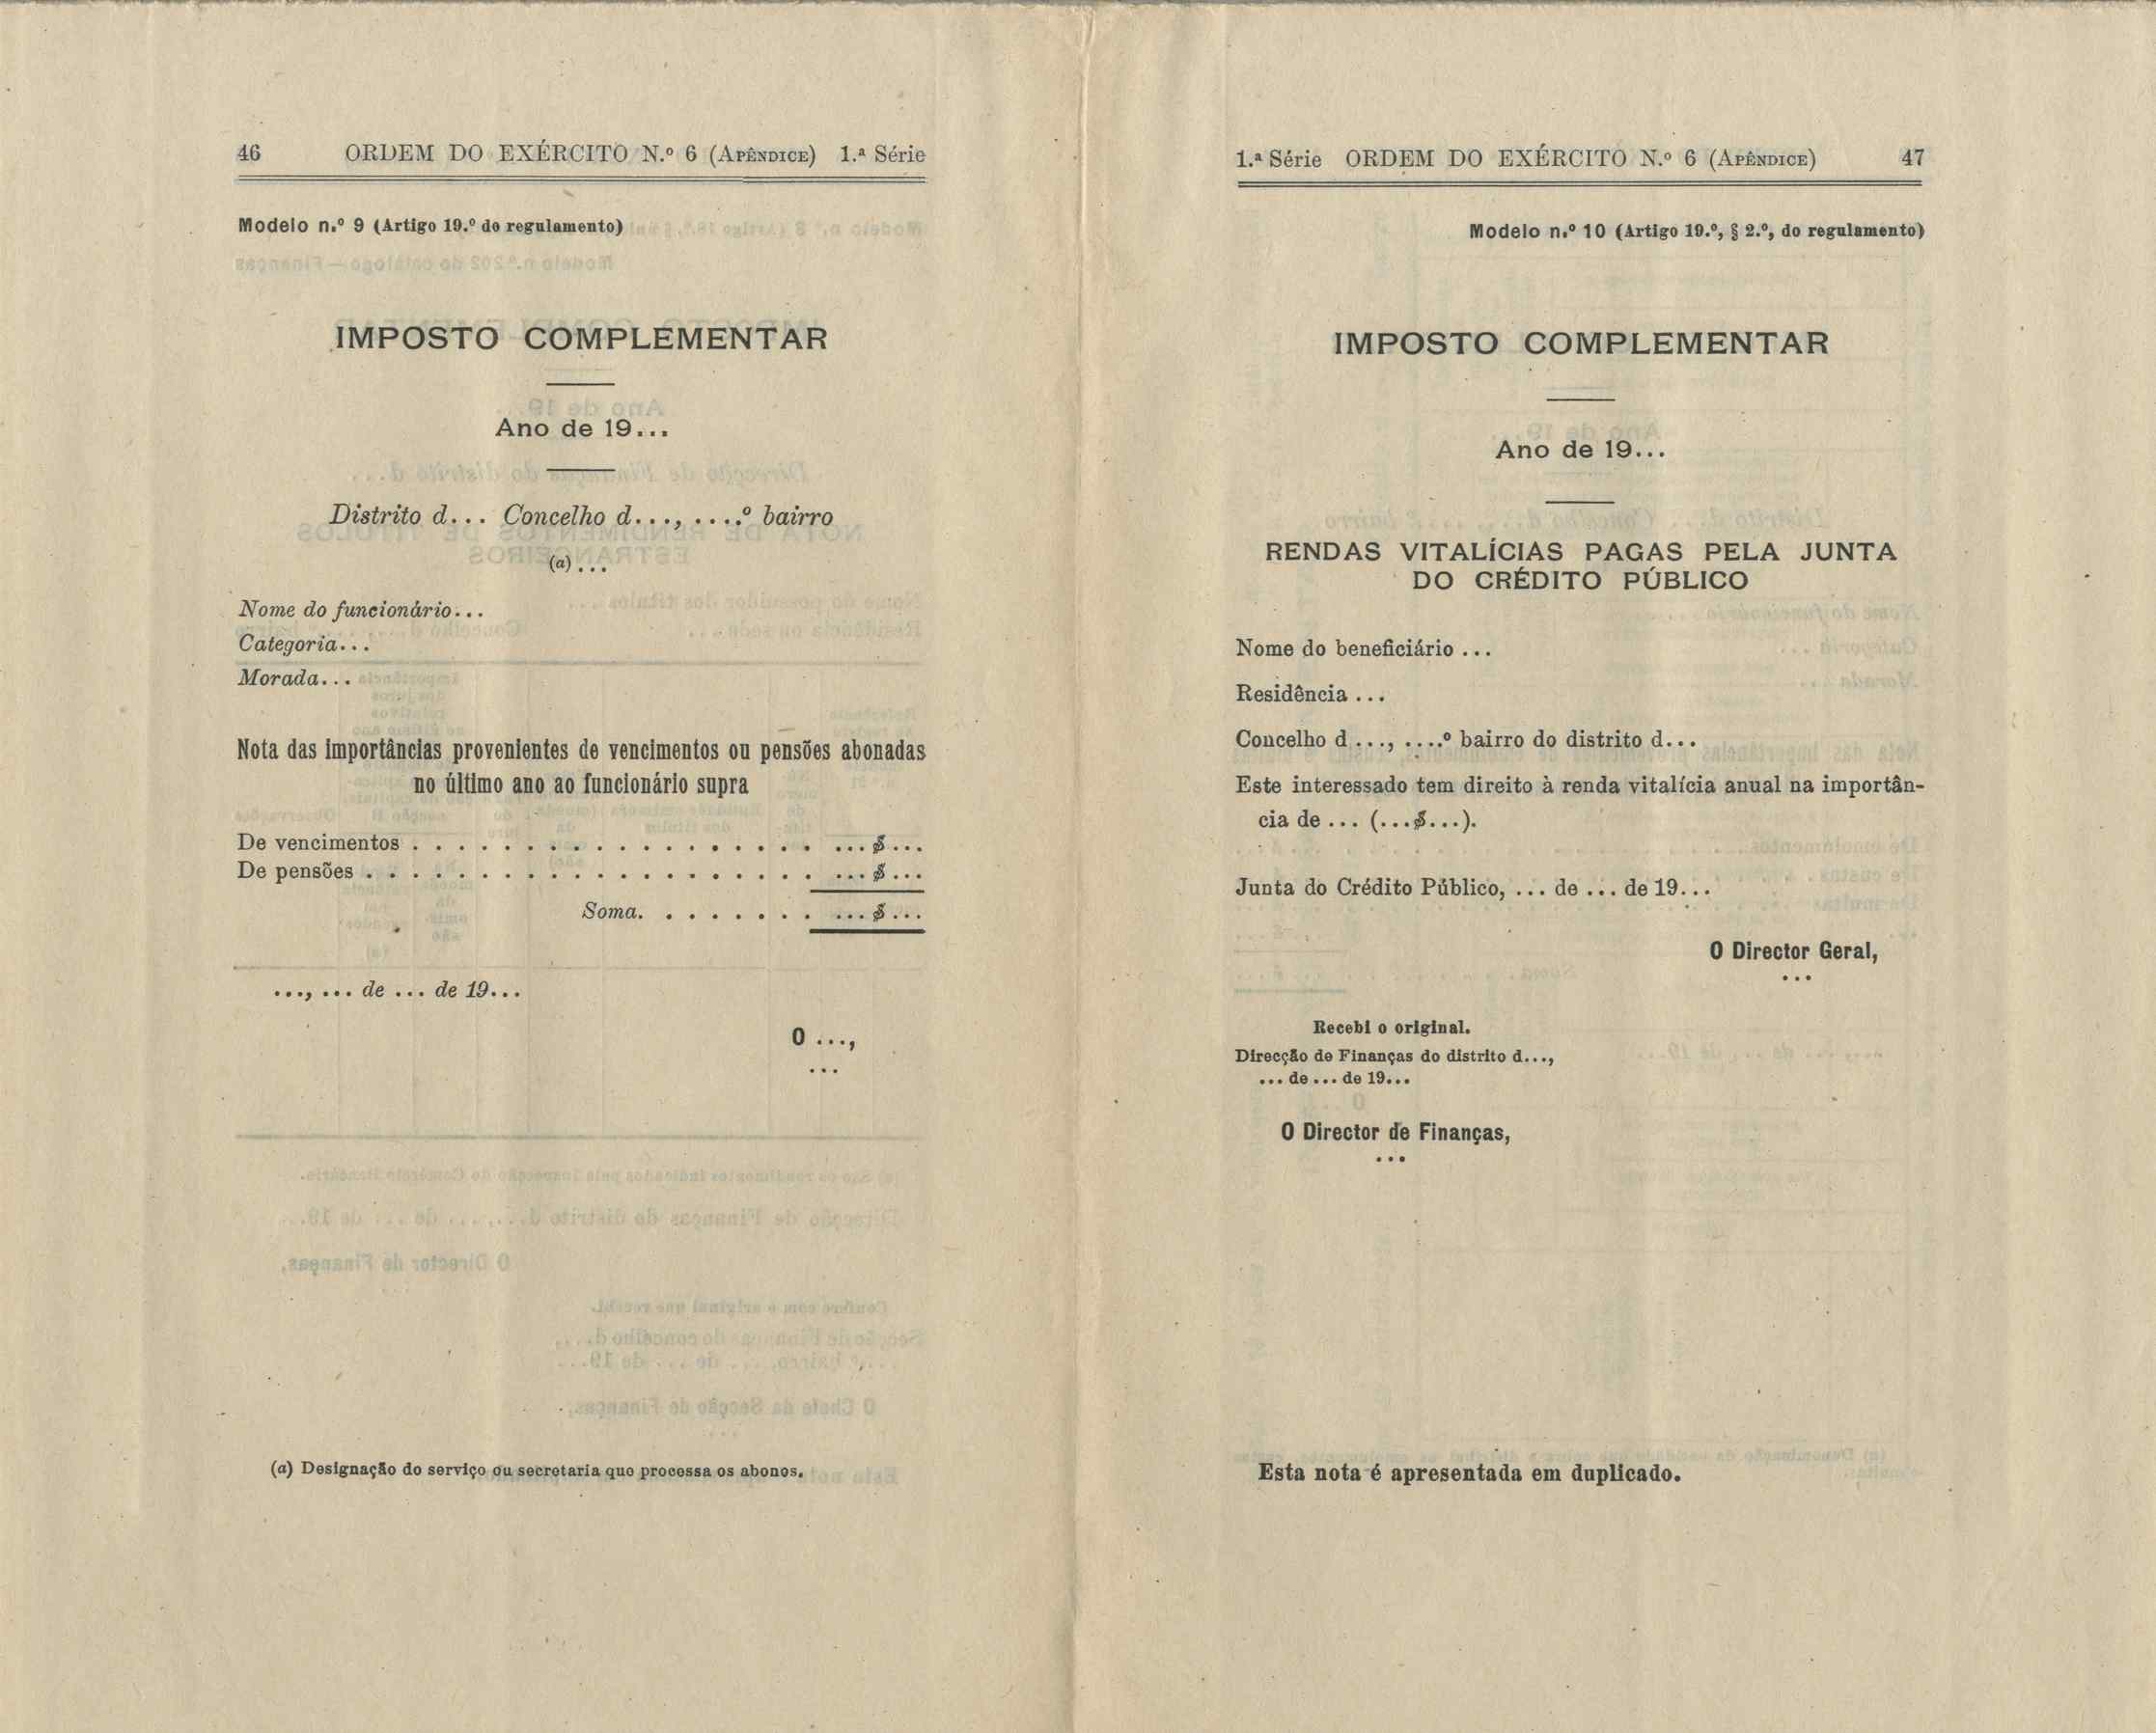 46 ORDEM DO EXÉRCITO N.º 6 (APÊNDICE) 1.ª Série
Modelo n.º 9 (Artigo 19.º do regulamento)
IMPOSTO COMPLEMENTAR
Ano de 19...
Distrito d... Concelho d..., ....º bairro
(a)...
Nome do funcionário...
Categoria...
Morada...
Nota das importâncias provenientes de vencimentos ou pensões abonadas
no último ano ao funcionário supra
De vencimentos . . . . . . . . . . . . . . . . . . ...$...
De pensões . . . . . . . . . . . . . . . . . . . . ...$...
Soma. . . . . . . . ...$...
..., ... de ... de 19...
O ...,
...
(a) Designação do serviço ou secretaria que processa os abonos.
1.ª Série ORDEM DO EXÉRCITO N.º 6 (APÊNDICE) 47
Modelo n.º 10 (Artigo 19.º, § 2.º, do regulamento)
IMPOSTO COMPLEMENTAR
Ano de 19...
RENDAS VITALÍCIAS PAGAS PELA JUNTA
DO CRÉDITO PÚBLICO
Nome do beneficiário ...
Residência ...
Concelho d ..., ....º bairro do distrito d...
Este interessado tem direito à renda vitalícia anual na importân-
cia de ... (...$...).
Junta do Crédito Público, ... de ... de 19...
O Director Geral,
...
Recebi o original.
Direcção de Finanças do distrito d...,
... de ... de 19...
O Director de Finanças,
...
Esta nota é apresentada em duplicado.